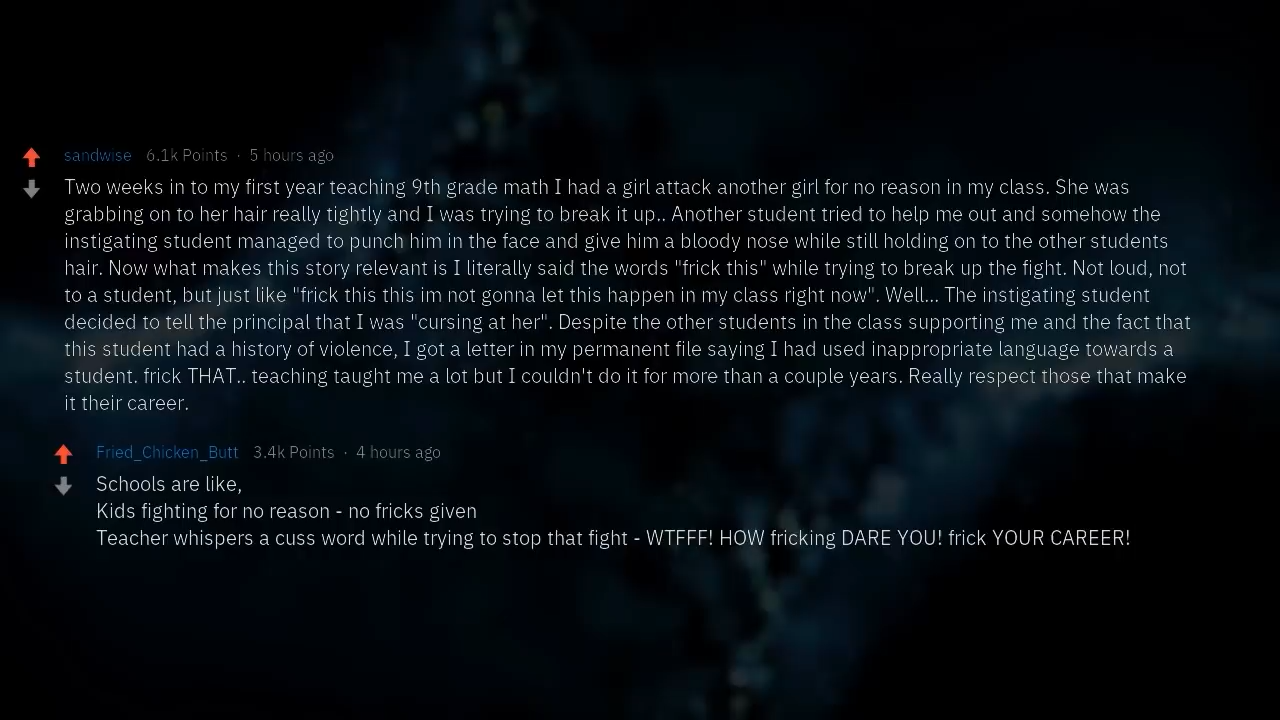 sandwise 6.1k Points · 5 hours ago
Two weeks in to my first year teaching 9th grade math I had a girl attack another girl for no reason in my class. She was
grabbing on to her hair really tightly and I was trying to break it up.. Another student tried to help me out and somehow the
instigating student managed to punch him in the face and give him a bloody nose while still holding on to the other students
hair. Now what makes this story relevant is I literally said the words "frick this" while trying to break up the fight. Not loud, not
to a student, but just like "frick this this im not gonna let this happen in my class right now". Well... The instigating student
decided to tell the principal that I was "cursing at her". Despite the other students in the class supporting me and the fact that
this student had a history of violence, I got a letter in my permanent file saying I had used inappropriate language towards a
student. frick THAT.. teaching taught me a lot but I couldn't do it for more than a couple years. Really respect those that make
it their career.
Fried_Chicken_Butt 3.4k Points · 4 hours ago
Schools are like,
Kids fighting for no reason - no fricks given
Teacher whispers a cuss word while trying to stop that fight - WTFFF! HOW fricking DARE YOU! frick YOUR CAREER!